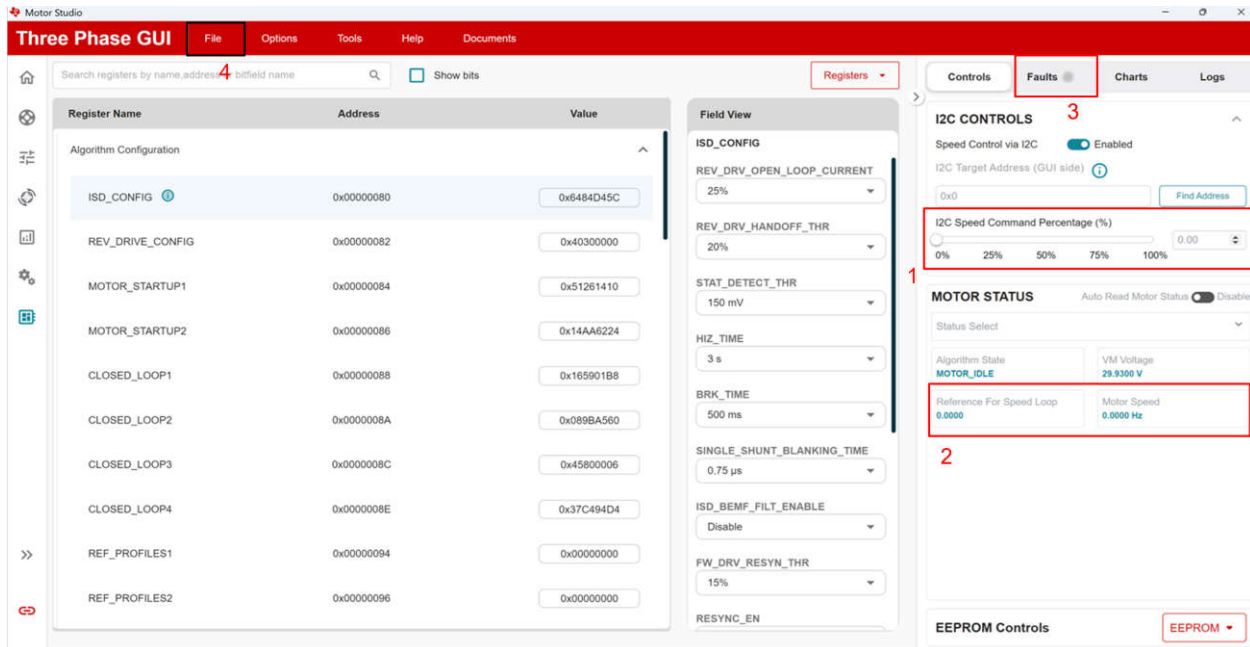 Motor Studio
Three Phase GUI File Options Tools Help Documents
4
Search registers by name,address or bitfield name
Show bits
Registers
Register Name Address Value
Algorithm Configuration
ISD_CONFIG 0x00000080 0x6484D45C
REV_DRIVE_CONFIG 0x00000082 0x40300000
MOTOR_STARTUP1 0x00000084 0x51261410
MOTOR_STARTUP2 0x00000086 0x14AA6224
CLOSED_LOOP1 0x00000088 0x165901B8
CLOSED_LOOP2 0x0000008A 0x089BA560
CLOSED_LOOP3 0x0000008C 0x45800006
CLOSED_LOOP4 0x0000008E 0x37C494D4
REF_PROFILES1 0x00000094 0x00000000
REF_PROFILES2 0x00000096 0x00000000
Field View
ISD_CONFIG
REV_DRV_OPEN_LOOP_CURRENT
25%
REV_DRV_HANDOFF_THR
20%
STAT_DETECT_THR
150 mV
HIZ_TIME
3 s
BRK_TIME
500 ms
SINGLE_SHUNT_BLANKING_TIME
0.75 µs
ISD_BEMF_FILT_ENABLE
Disable
FW_DRV_RESYN_THR
15%
RESYNC_EN
Controls Faults Charts Logs
3
I2C CONTROLS
Speed Control via I2C Enabled
I2C Target Address (GUI side)
0x0 Find Address
I2C Speed Command Percentage (%)
0.00
0% 25% 50% 75% 100%
1
MOTOR STATUS Auto Read Motor Status Disable
Status Select
Algorithm State VM Voltage
MOTOR_IDLE 29.9300 V
Reference For Speed Loop Motor Speed
0.0000 0.0000 Hz
2
EEPROM Controls EEPROM